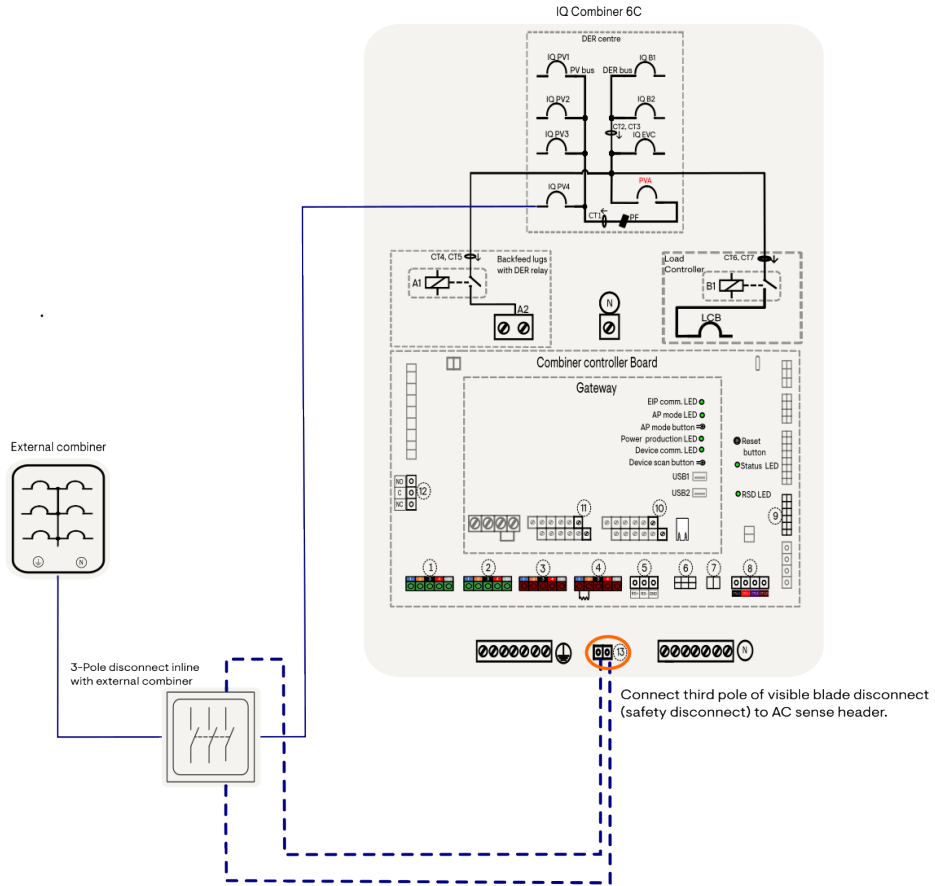 IQ Combiner 6C
DER centre
IQ PV1
IQ B1
PV bus
DER bus
IQ PV2
IQ B2
CT2, CT3
IQ PV3
IQ EVC
IQ PV4
PVA
CT1
PF
CT4, CT5
Backfeed lugs
with DER relay
A1
A2
N
Load
Controller
CT6, CT7
B1
LCB
Combiner controller Board
Gateway
EIP comm. LED
AP mode LED
AP mode button
Power production LED
Device comm. LED
Device scan button
USB1
USB2
Reset
button
Status LED
RSD LED
NO
C
NC
12
11
10
9
1
2
3
4
5
6
7
8
13
N
External combiner
N
3-Pole disconnect inline
with external combiner
Connect third pole of visible blade disconnect
(safety disconnect) to AC sense header.